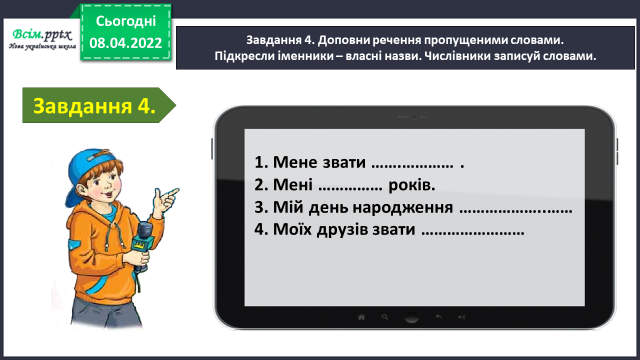 Всім.pptx
Нова українська школа
Сьогодні
08.04.2022
Завдання 4. Доповни речення пропущеними словами.
Підкресли іменники – власні назви. Числівники записуй словами.
Завдання 4.
1. Мене звати ……………… .
2. Мені …………… років.
3. Мій день народження ……………………
4. Моїх друзів звати ……………………